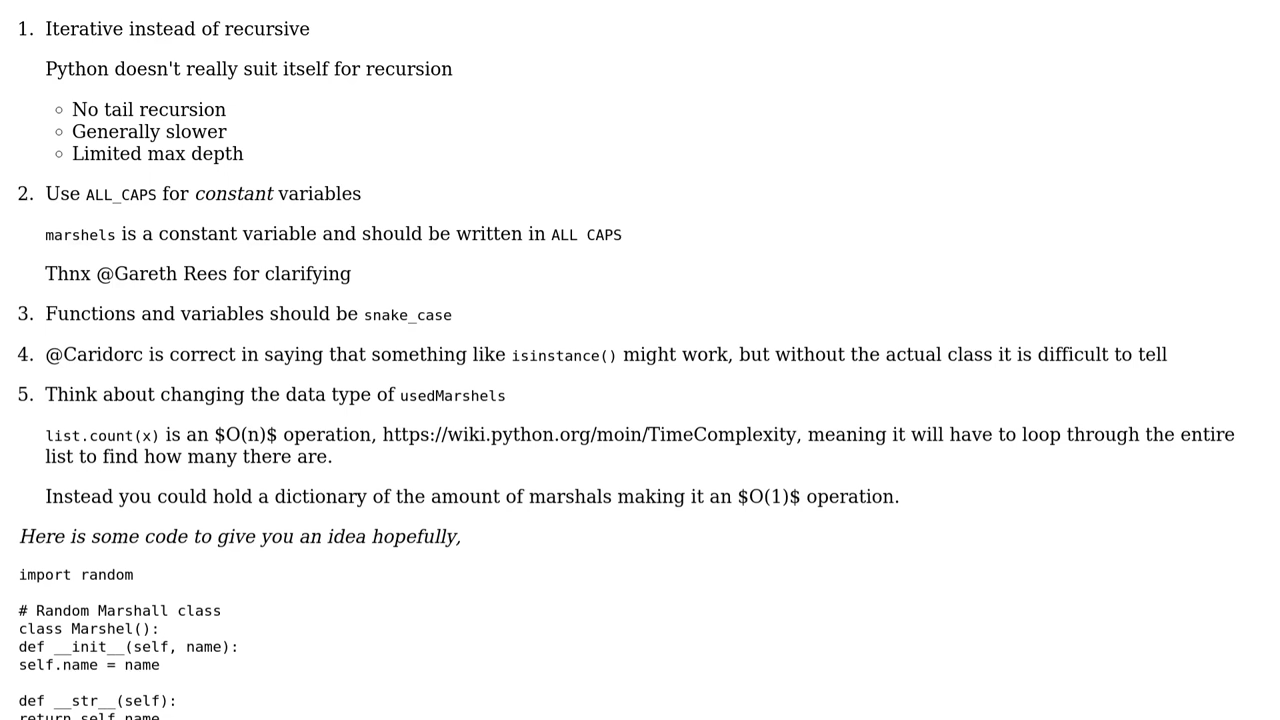 1. Iterative instead of recursive
Python doesn't really suit itself for recursion
◦ No tail recursion
◦ Generally slower
◦ Limited max depth
2. Use ALL_CAPS for constant variables
marshels is a constant variable and should be written in ALL CAPS
Thnx @Gareth Rees for clarifying
3. Functions and variables should be snake_case
4. @Caridorc is correct in saying that something like isinstance() might work, but without the actual class it is difficult to tell
5. Think about changing the data type of usedMarshels
list.count(x) is an $O(n)$ operation, https://wiki.python.org/moin/TimeComplexity, meaning it will have to loop through the entire
list to find how many there are.
Instead you could hold a dictionary of the amount of marshals making it an $O(1)$ operation.
Here is some code to give you an idea hopefully,
import random
# Random Marshall class
class Marshel():
def __init__(self, name):
self.name = name
def __str__(self):
return self.name